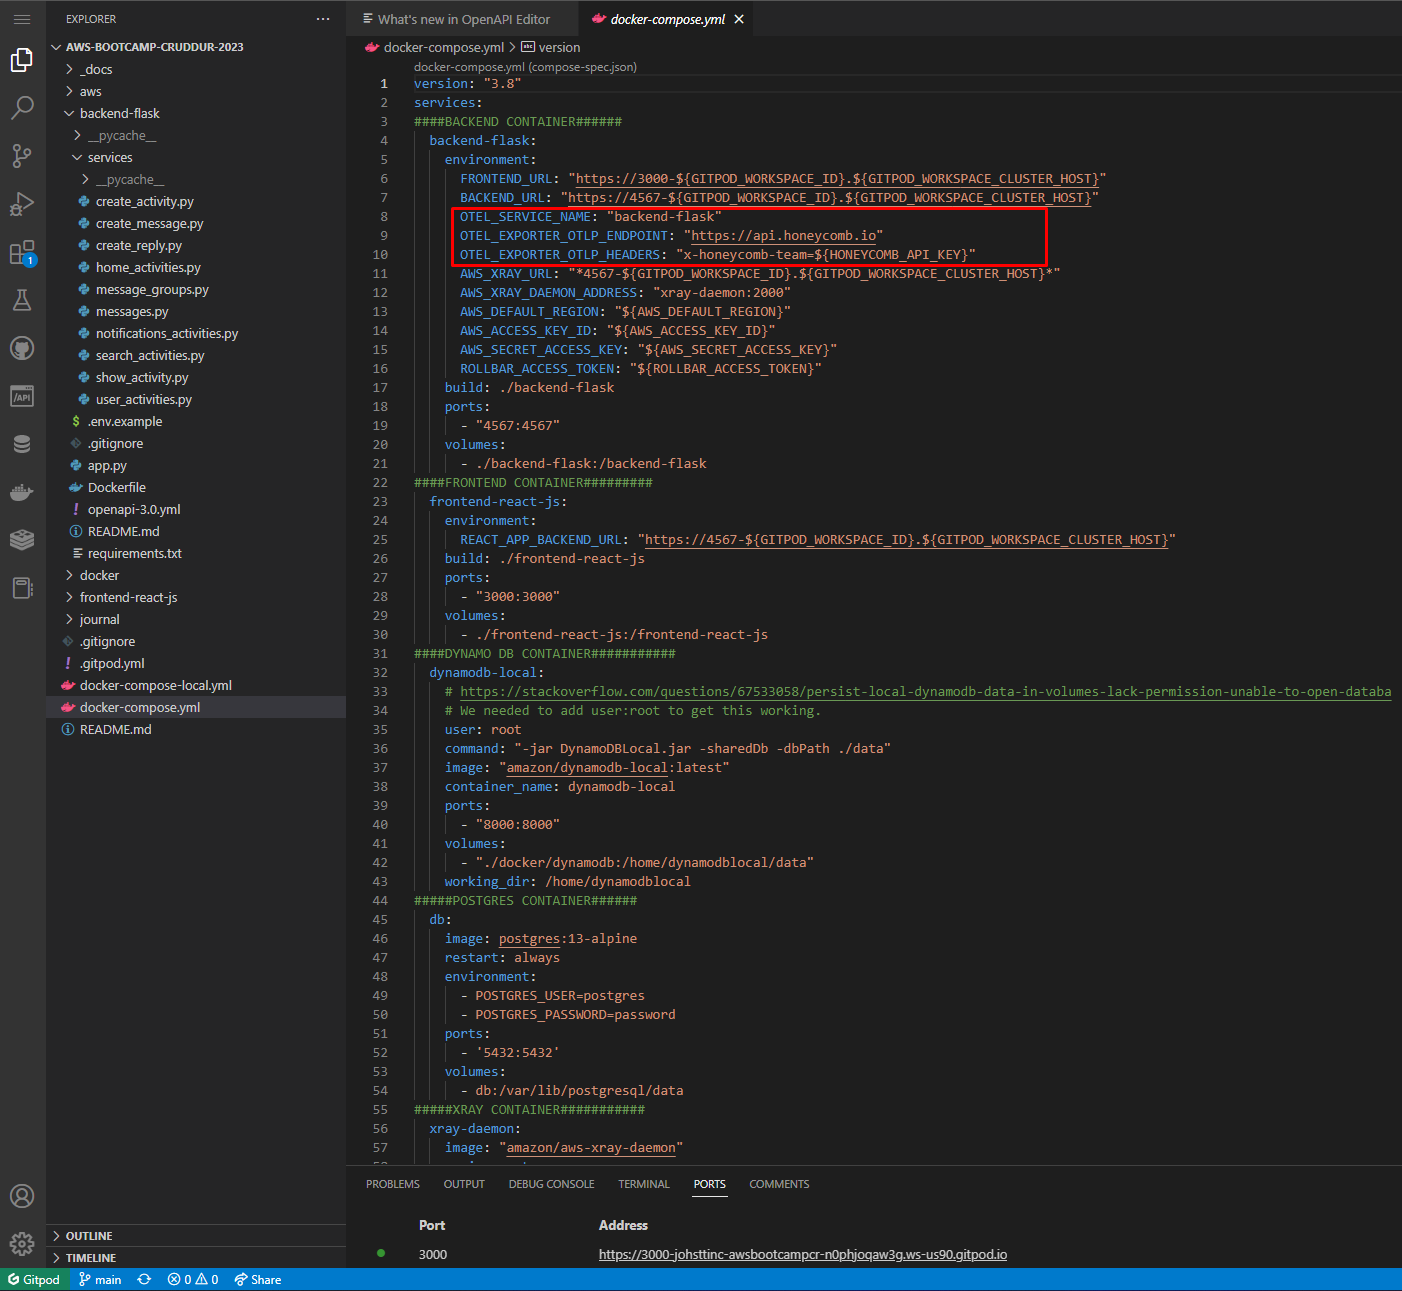 EXPLORER
···
AWS-BOOTCAMP-CRUDDUR-2023
_docs
aws
backend-flask
__pycache__
services
__pycache__
create_activity.py
create_message.py
create_reply.py
home_activities.py
message_groups.py
messages.py
notifications_activities.py
search_activities.py
show_activity.py
user_activities.py
$ .env.example
.gitignore
app.py
Dockerfile
! openapi-3.0.yml
README.md
requirements.txt
docker
frontend-react-js
journal
.gitignore
! .gitpod.yml
docker-compose-local.yml
docker-compose.yml
README.md
OUTLINE
TIMELINE
1
/API
What's new in OpenAPI Editor
docker-compose.yml
docker-compose.yml > abc version
docker-compose.yml (compose-spec.json)
1 version: "3.8"
2 services:
3 ####BACKEND CONTAINER######
4 backend-flask:
5 environment:
6 FRONTEND_URL: "https://3000-${GITPOD_WORKSPACE_ID}.${GITPOD_WORKSPACE_CLUSTER_HOST}"
7 BACKEND_URL: "https://4567-${GITPOD_WORKSPACE_ID}.${GITPOD_WORKSPACE_CLUSTER_HOST}"
8 OTEL_SERVICE_NAME: "backend-flask"
9 OTEL_EXPORTER_OTLP_ENDPOINT: "https://api.honeycomb.io"
10 OTEL_EXPORTER_OTLP_HEADERS: "x-honeycomb-team=${HONEYCOMB_API_KEY}"
11 AWS_XRAY_URL: "*4567-${GITPOD_WORKSPACE_ID}.${GITPOD_WORKSPACE_CLUSTER_HOST}*"
12 AWS_XRAY_DAEMON_ADDRESS: "xray-daemon:2000"
13 AWS_DEFAULT_REGION: "${AWS_DEFAULT_REGION}"
14 AWS_ACCESS_KEY_ID: "${AWS_ACCESS_KEY_ID}"
15 AWS_SECRET_ACCESS_KEY: "${AWS_SECRET_ACCESS_KEY}"
16 ROLLBAR_ACCESS_TOKEN: "${ROLLBAR_ACCESS_TOKEN}"
17 build: ./backend-flask
18 ports:
19 - "4567:4567"
20 volumes:
21 - ./backend-flask:/backend-flask
22 ####FRONTEND CONTAINER#########
23 frontend-react-js:
24 environment:
25 REACT_APP_BACKEND_URL: "https://4567-${GITPOD_WORKSPACE_ID}.${GITPOD_WORKSPACE_CLUSTER_HOST}"
26 build: ./frontend-react-js
27 ports:
28 - "3000:3000"
29 volumes:
30 - ./frontend-react-js:/frontend-react-js
31 ####DYNAMO DB CONTAINER###########
32 dynamodb-local:
33 # https://stackoverflow.com/questions/67533058/persist-local-dynamodb-data-in-volumes-lack-permission-unable-to-open-databa
34 # We needed to add user:root to get this working.
35 user: root
36 command: "-jar DynamoDBLocal.jar -sharedDb -dbPath ./data"
37 image: "amazon/dynamodb-local:latest"
38 container_name: dynamodb-local
39 ports:
40 - "8000:8000"
41 volumes:
42 - "./docker/dynamodb:/home/dynamodblocal/data"
43 working_dir: /home/dynamodblocal
44 #####POSTGRES CONTAINER######
45 db:
46 image: postgres:13-alpine
47 restart: always
48 environment:
49 - POSTGRES_USER=postgres
50 - POSTGRES_PASSWORD=password
51 ports:
52 - '5432:5432'
53 volumes:
54 - db:/var/lib/postgresql/data
55 #####XRAY CONTAINER###########
56 xray-daemon:
57 image: "amazon/aws-xray-daemon"
PROBLEMS OUTPUT DEBUG CONSOLE TERMINAL PORTS COMMENTS
Port Address
3000 https://3000-johsttinc-awsbootcampcr-n0phjoqaw3g.ws-us90.gitpod.io
Gitpod main 0 0 Share